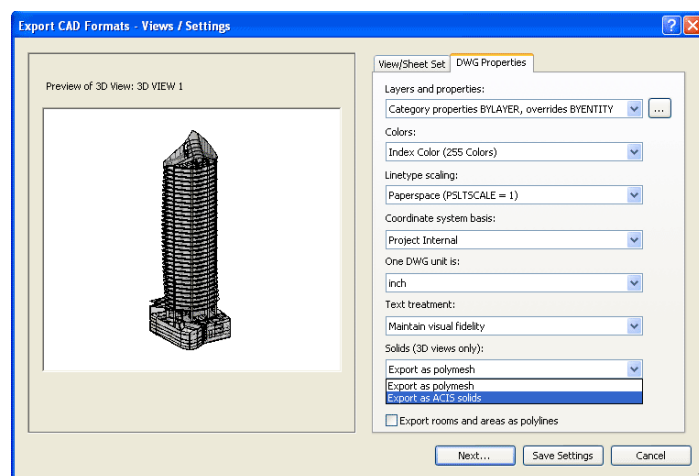 Export CAD Formats - Views / Settings
Preview of 3D View: 3D VIEW 1
View/Sheet Set
DWG Properties
Layers and properties:
Category properties BYLAYER, overrides BYENTITY
...
Colors:
Index Color (255 Colors)
Linetype scaling:
Paperspace (PSLTSCALE = 1)
Coordinate system basis:
Project Internal
One DWG unit is:
inch
Text treatment:
Maintain visual fidelity
Solids (3D views only):
Export as polymesh
Export as polymesh
Export as ACIS solids
Export rooms and areas as polylines
Next...
Save Settings
Cancel